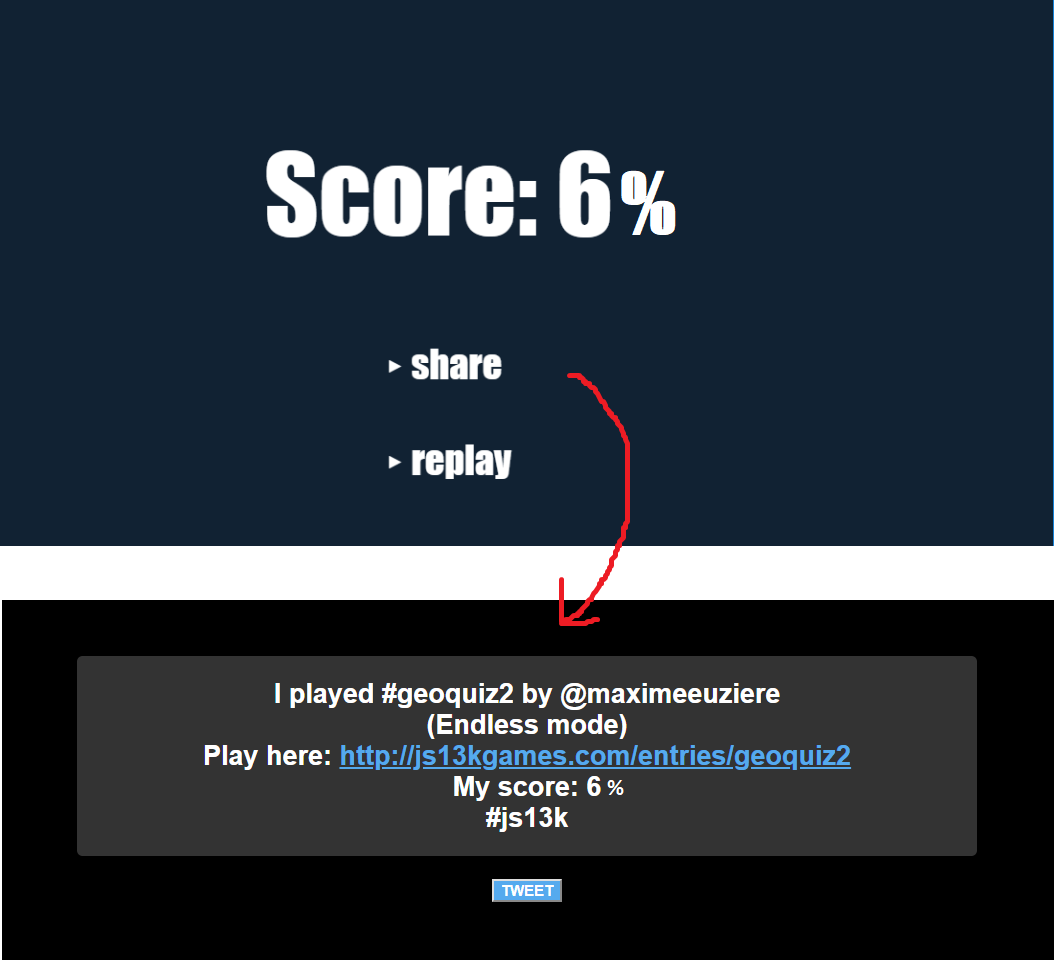 Score: 6%
▸ share
▸ replay
I played #geoquiz2 by @maximeeuziere
(Endless mode)
Play here: http://js13kgames.com/entries/geoquiz2
My score: 6 %
#js13k
TWEET